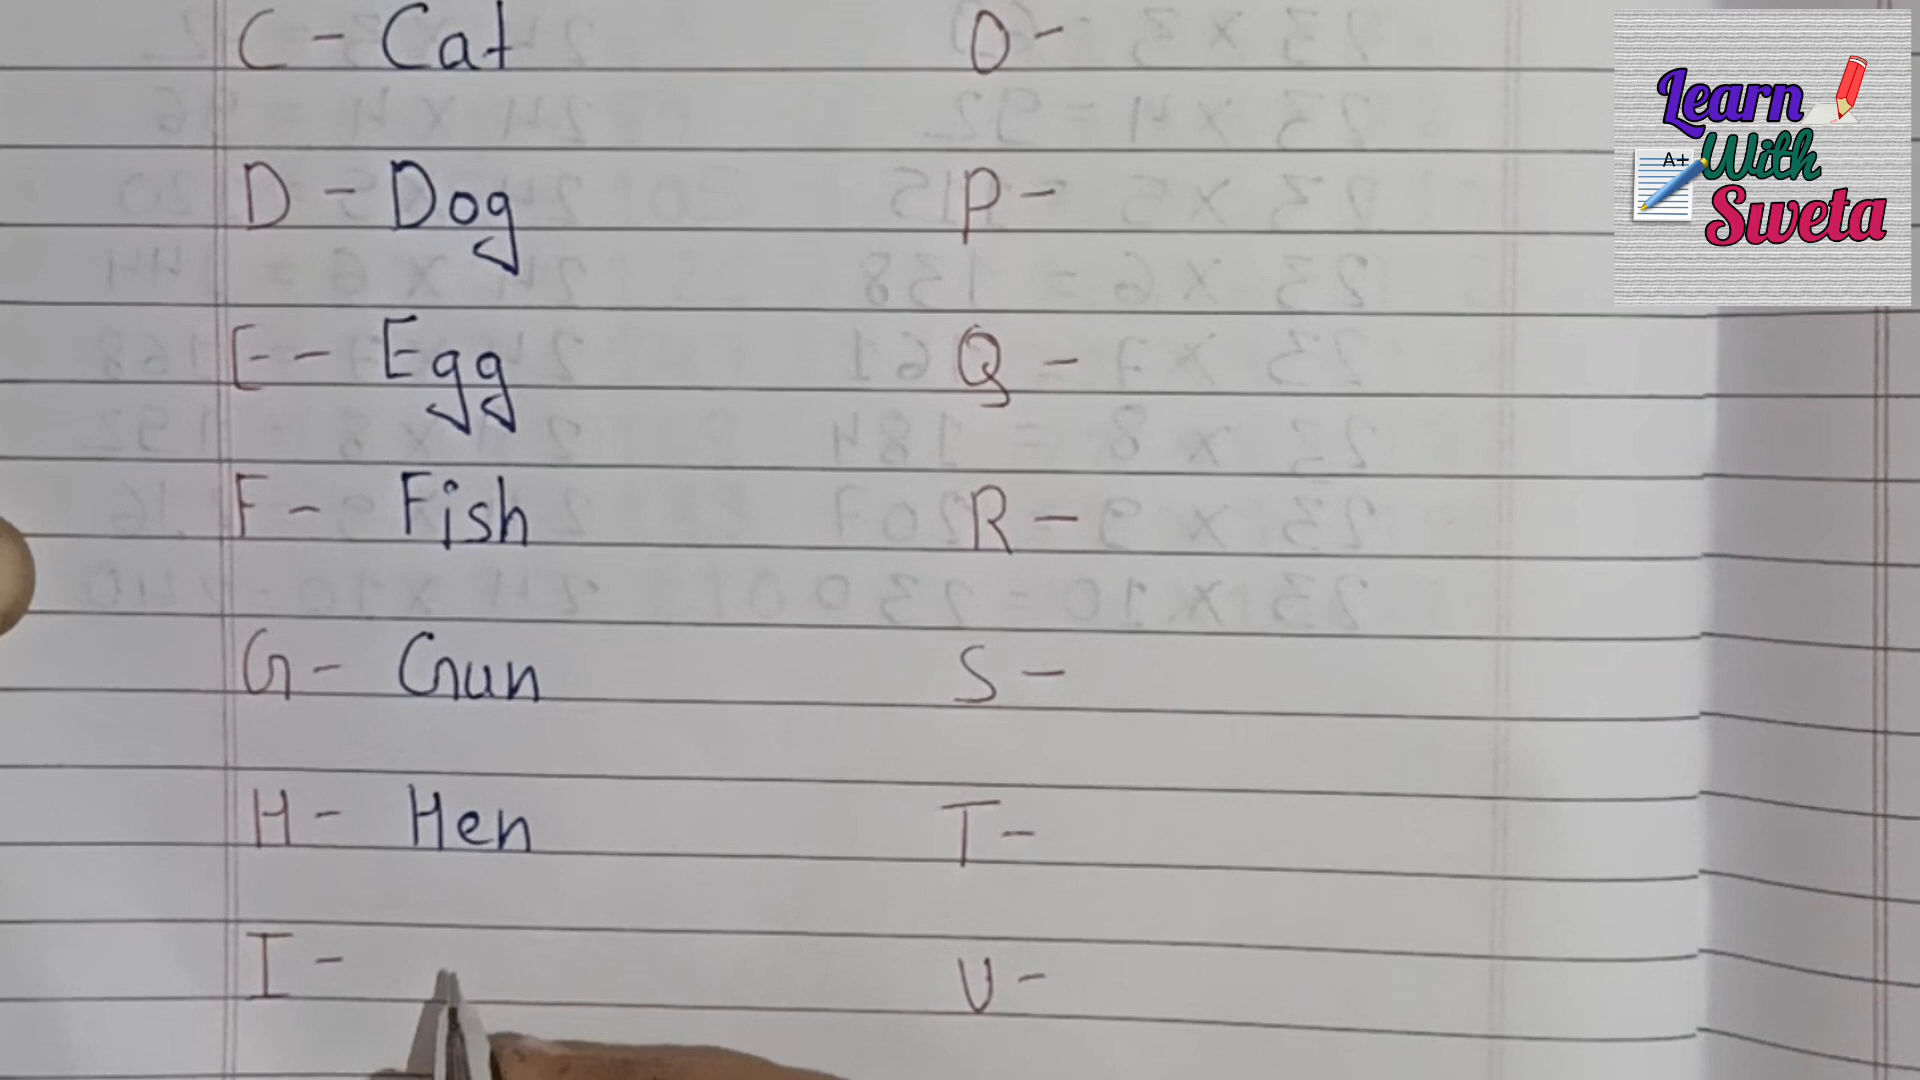 C - Cat
O -
D - Dog
P -
E - Egg
Q -
F - Fish
R -
G - Gun
S -
H - Hen
T -
I -
U -
Learn
With
A+
Sweta